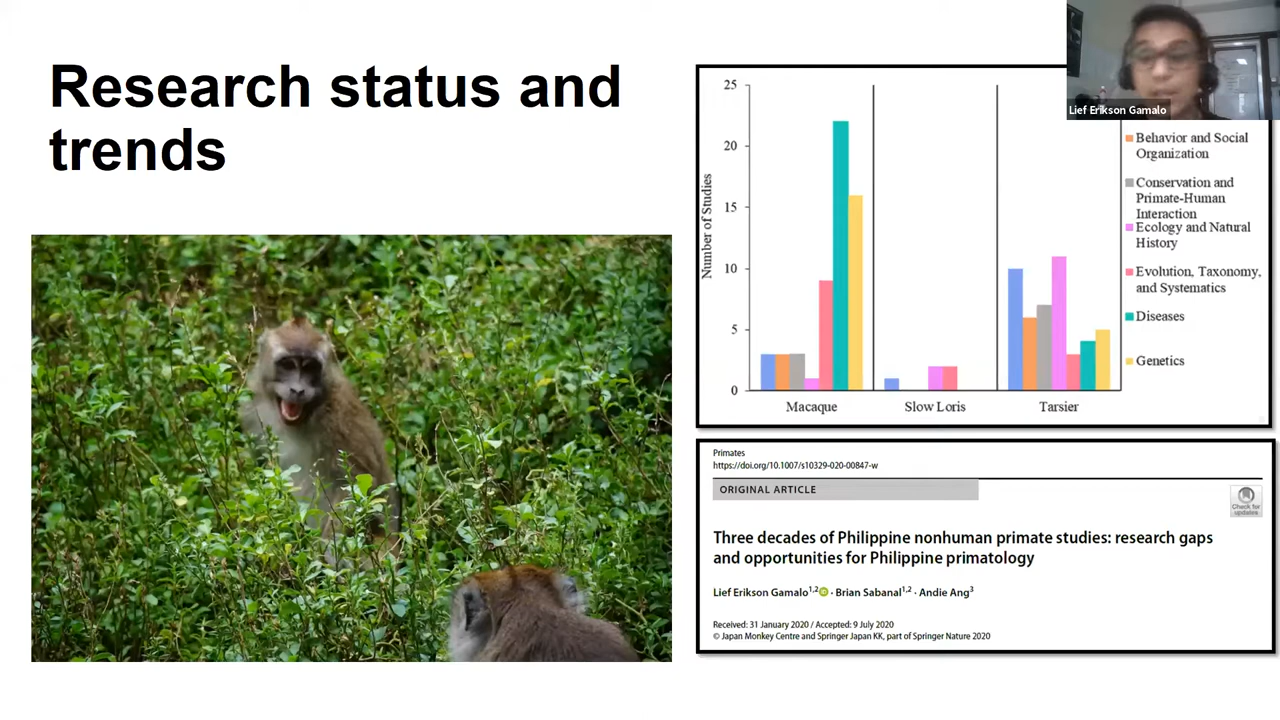 Research status and
trends
Lief Erikson Gamalo
25
20
15
10
5
0
Number of Studies
Macaque
Slow Loris
Tarsier
Behavior and Social
Organization
Conservation and
Primate-Human
Interaction
Ecology and Natural
History
Evolution, Taxonomy,
and Systematics
Diseases
Genetics
Primates
https://doi.org/10.1007/s10329-020-00847-w
ORIGINAL ARTICLE
Check for
updates
Three decades of Philippine nonhuman primate studies: research gaps
and opportunities for Philippine primatology
Lief Erikson Gamalo1,2 · Brian Sabanal1,2 · Andie Ang3
Received: 31 January 2020 / Accepted: 9 July 2020
© Japan Monkey Centre and Springer Japan KK, part of Springer Nature 2020